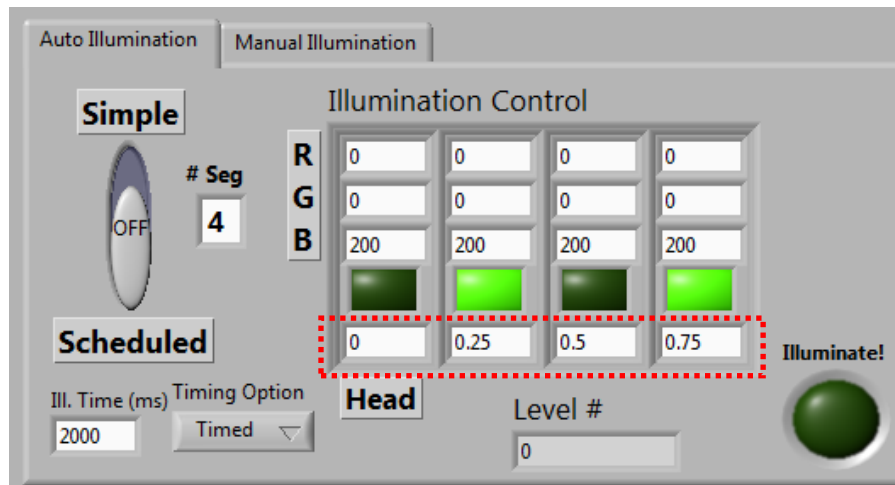 Auto Illumination
Manual Illumination
Simple
# Seg
4
OFF
Scheduled
Ill. Time (ms)
2000
Timing Option
Timed
Illumination Control
R 0 0 0 0
G 0 0 0 0
B 200 200 200 200
0 0.25 0.5 0.75
Head
Level #
0
Illuminate!